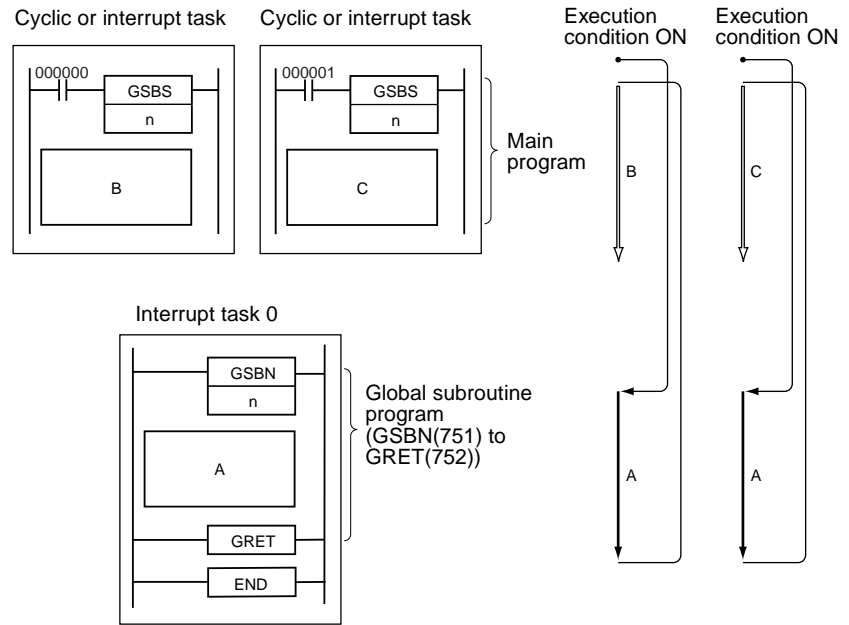 Cyclic or interrupt task
Cyclic or interrupt task
Execution
condition ON
Execution
condition ON
000000
GSBS
n
B
000001
GSBS
n
C
Main
program
B
C
Interrupt task 0
GSBN
n
A
GRET
END
Global subroutine
program
(GSBN(751) to
GRET(752))
A
A